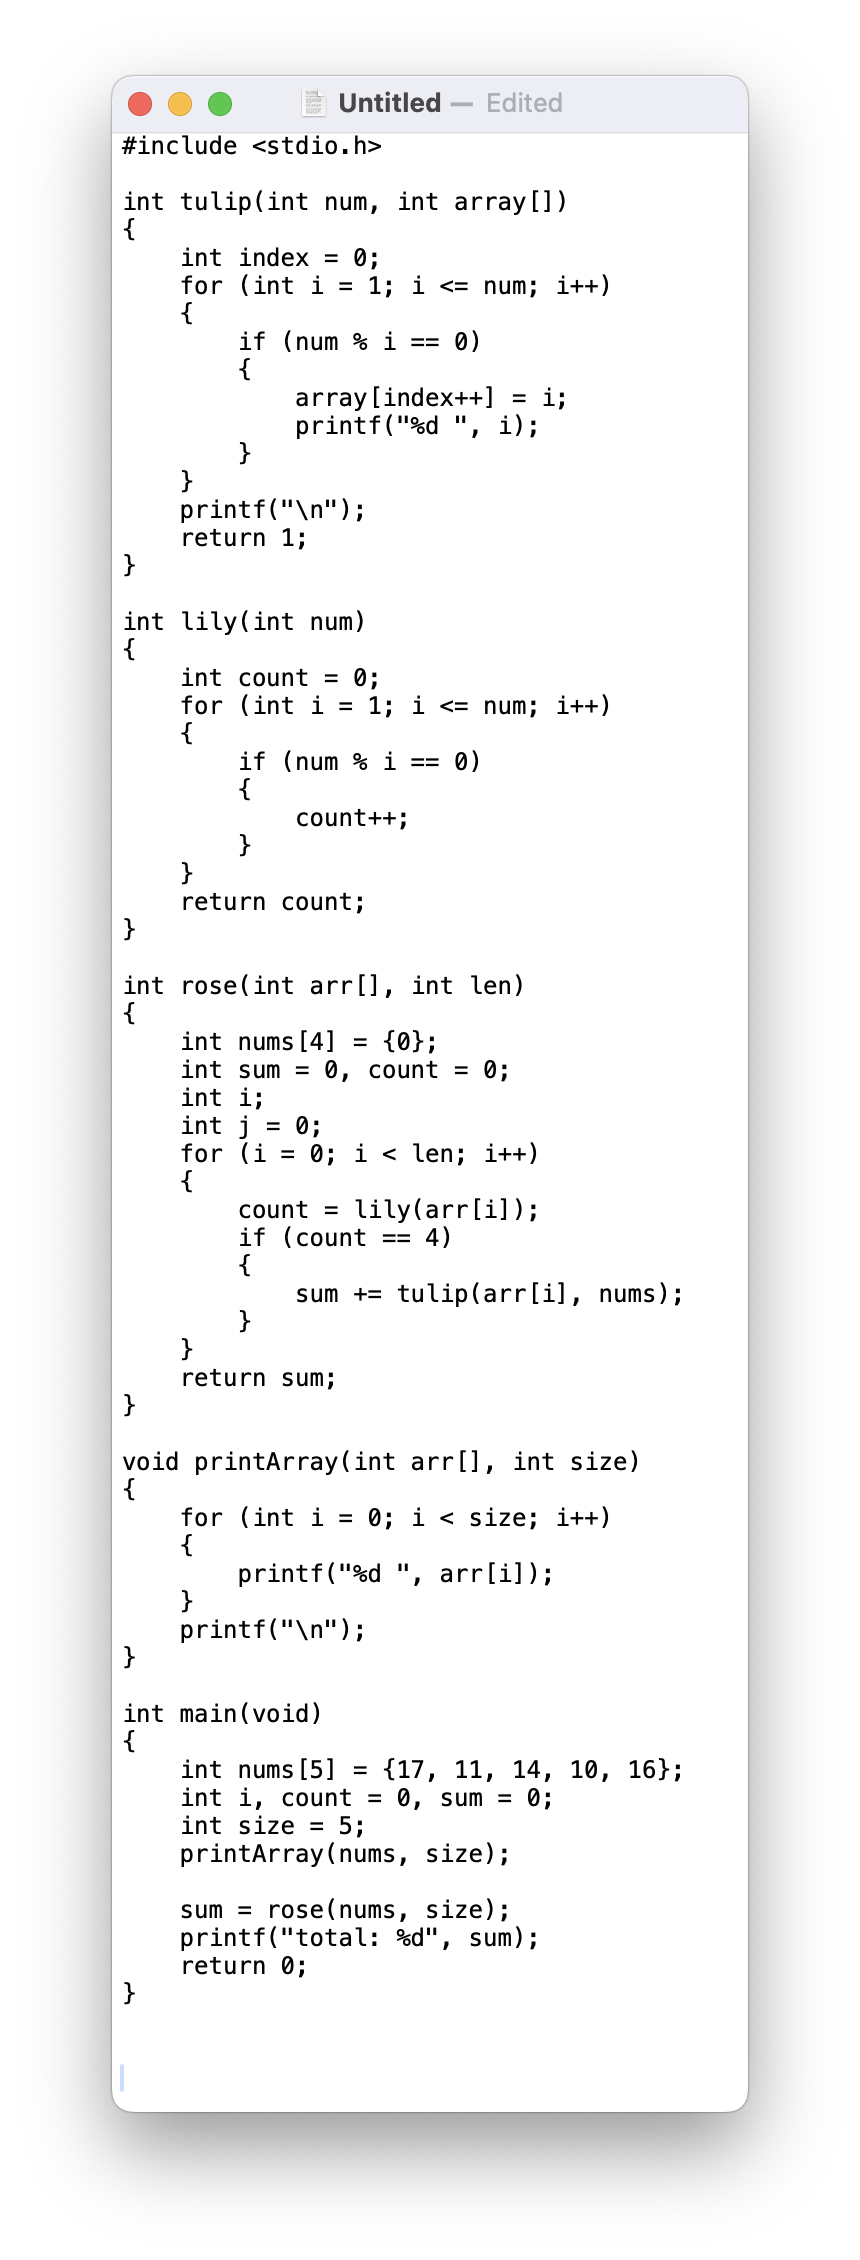 Untitled — Edited
#include <stdio.h>

int tulip(int num, int array[])
{
    int index = 0;
    for (int i = 1; i <= num; i++)
    {
        if (num % i == 0)
        {
            array[index++] = i;
            printf("%d ", i);
        }
    }
    printf("\n");
    return 1;
}

int lily(int num)
{
    int count = 0;
    for (int i = 1; i <= num; i++)
    {
        if (num % i == 0)
        {
            count++;
        }
    }
    return count;
}

int rose(int arr[], int len)
{
    int nums[4] = {0};
    int sum = 0, count = 0;
    int i;
    int j = 0;
    for (i = 0; i < len; i++)
    {
        count = lily(arr[i]);
        if (count == 4)
        {
            sum += tulip(arr[i], nums);
        }
    }
    return sum;
}

void printArray(int arr[], int size)
{
    for (int i = 0; i < size; i++)
    {
        printf("%d ", arr[i]);
    }
    printf("\n");
}

int main(void)
{
    int nums[5] = {17, 11, 14, 10, 16};
    int i, count = 0, sum = 0;
    int size = 5;
    printArray(nums, size);

    sum = rose(nums, size);
    printf("total: %d", sum);
    return 0;
}